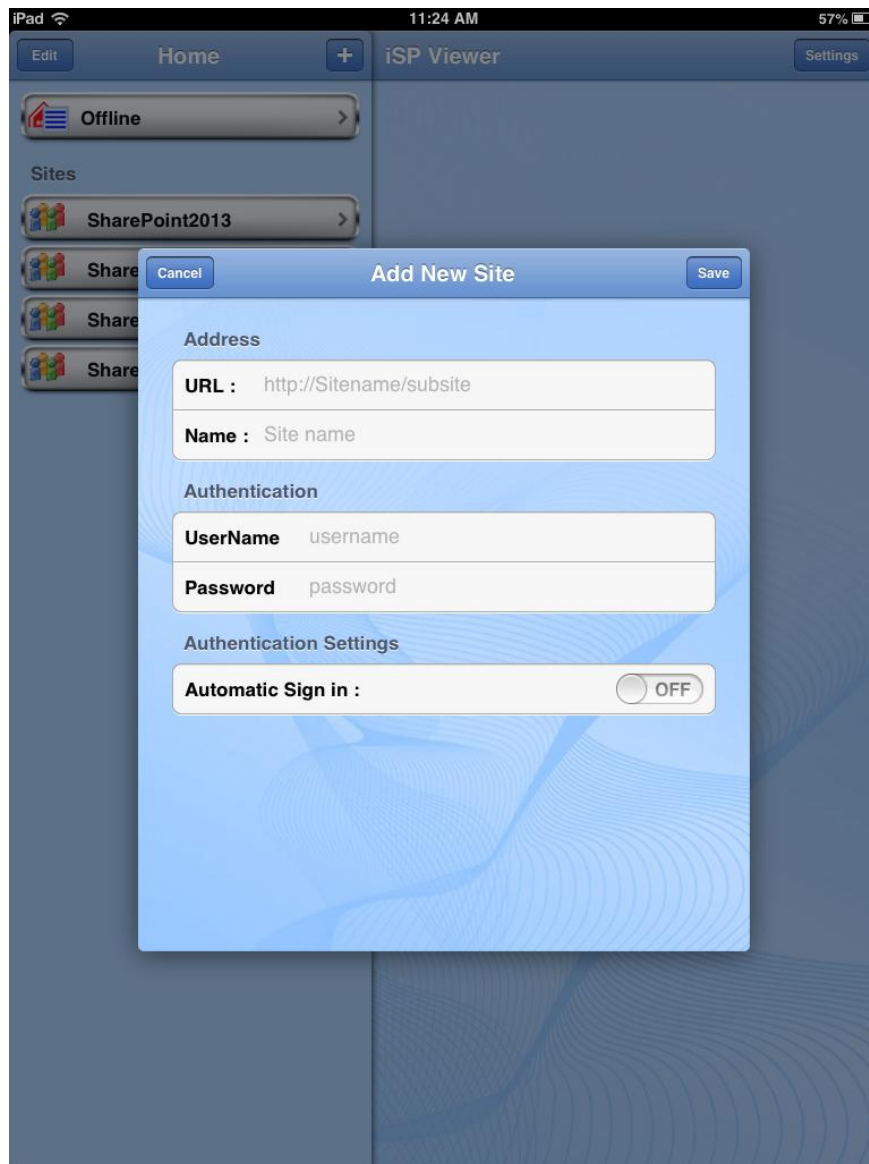 iPad 11:24 AM 57%
Edit Home + iSP Viewer Settings
Offline
Sites
SharePoint2013
Share
Cancel Add New Site Save
Share
Share
Address
URL : http://Sitename/subsite
Name : Site name
Authentication
UserName username
Password password
Authentication Settings
Automatic Sign in : OFF